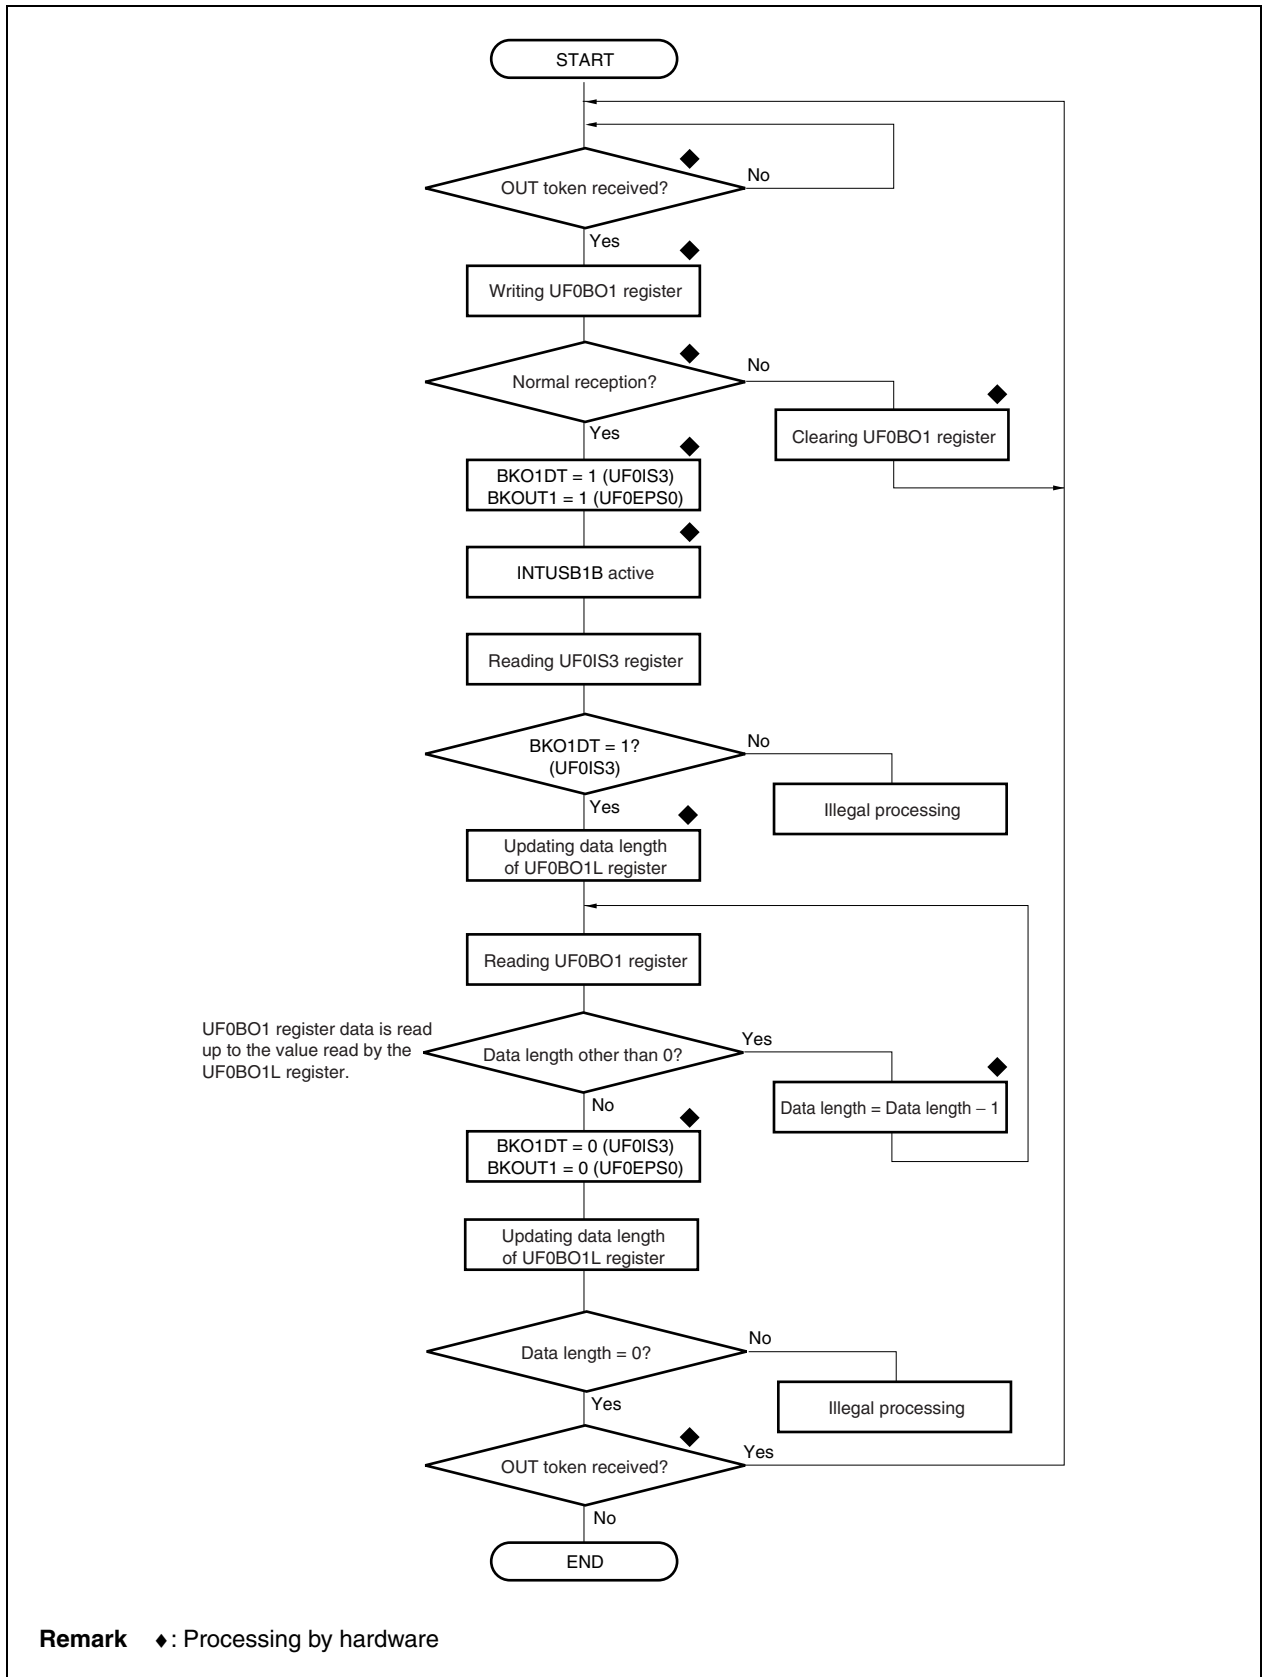 START
OUT token received?
No
Yes
Writing UF0BO1 register
Normal reception?
No
Yes
Clearing UF0BO1 register
BKO1DT = 1 (UF0IS3)
BKOUT1 = 1 (UF0EPS0)
INTUSB1B active
Reading UF0IS3 register
BKO1DT = 1?
(UF0IS3)
No
Yes
Illegal processing
Updating data length
of UF0BO1L register
Reading UF0BO1 register
UF0BO1 register data is read
up to the value read by the
UF0BO1L register.
Data length other than 0?
Yes
No
Data length = Data length – 1
BKO1DT = 0 (UF0IS3)
BKOUT1 = 0 (UF0EPS0)
Updating data length
of UF0BO1L register
Data length = 0?
No
Yes
Illegal processing
OUT token received?
Yes
No
END
Remark ♦: Processing by hardware